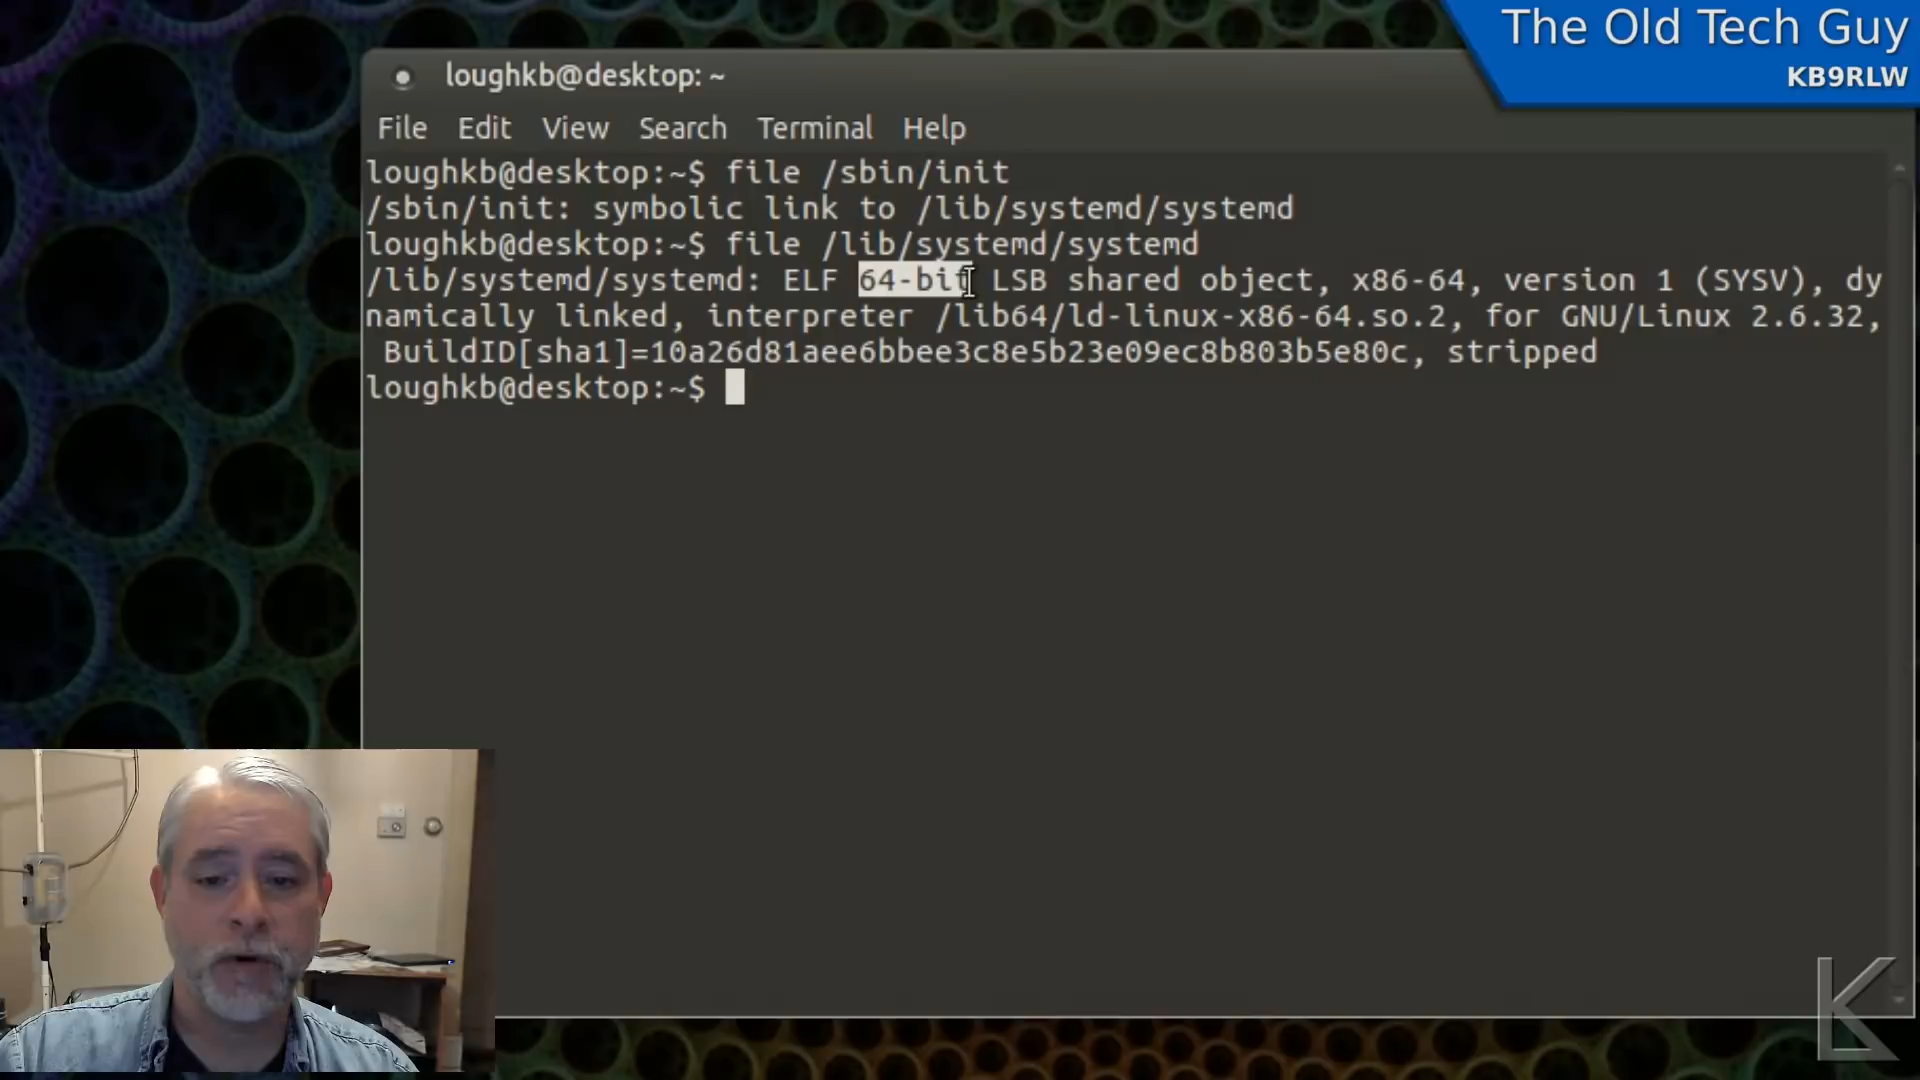 The Old Tech Guy
KB9RLW
loughkb@desktop: ~
File Edit View Search Terminal Help
loughkb@desktop:~$ file /sbin/init
/sbin/init: symbolic link to /lib/systemd/systemd
loughkb@desktop:~$ file /lib/systemd/systemd
/lib/systemd/systemd: ELF 64-bit LSB shared object, x86-64, version 1 (SYSV), dy
namically linked, interpreter /lib64/ld-linux-x86-64.so.2, for GNU/Linux 2.6.32,
BuildID[sha1]=10a26d81aee6bbee3c8e5b23e09ec8b803b5e80c, stripped
loughkb@desktop:~$
K